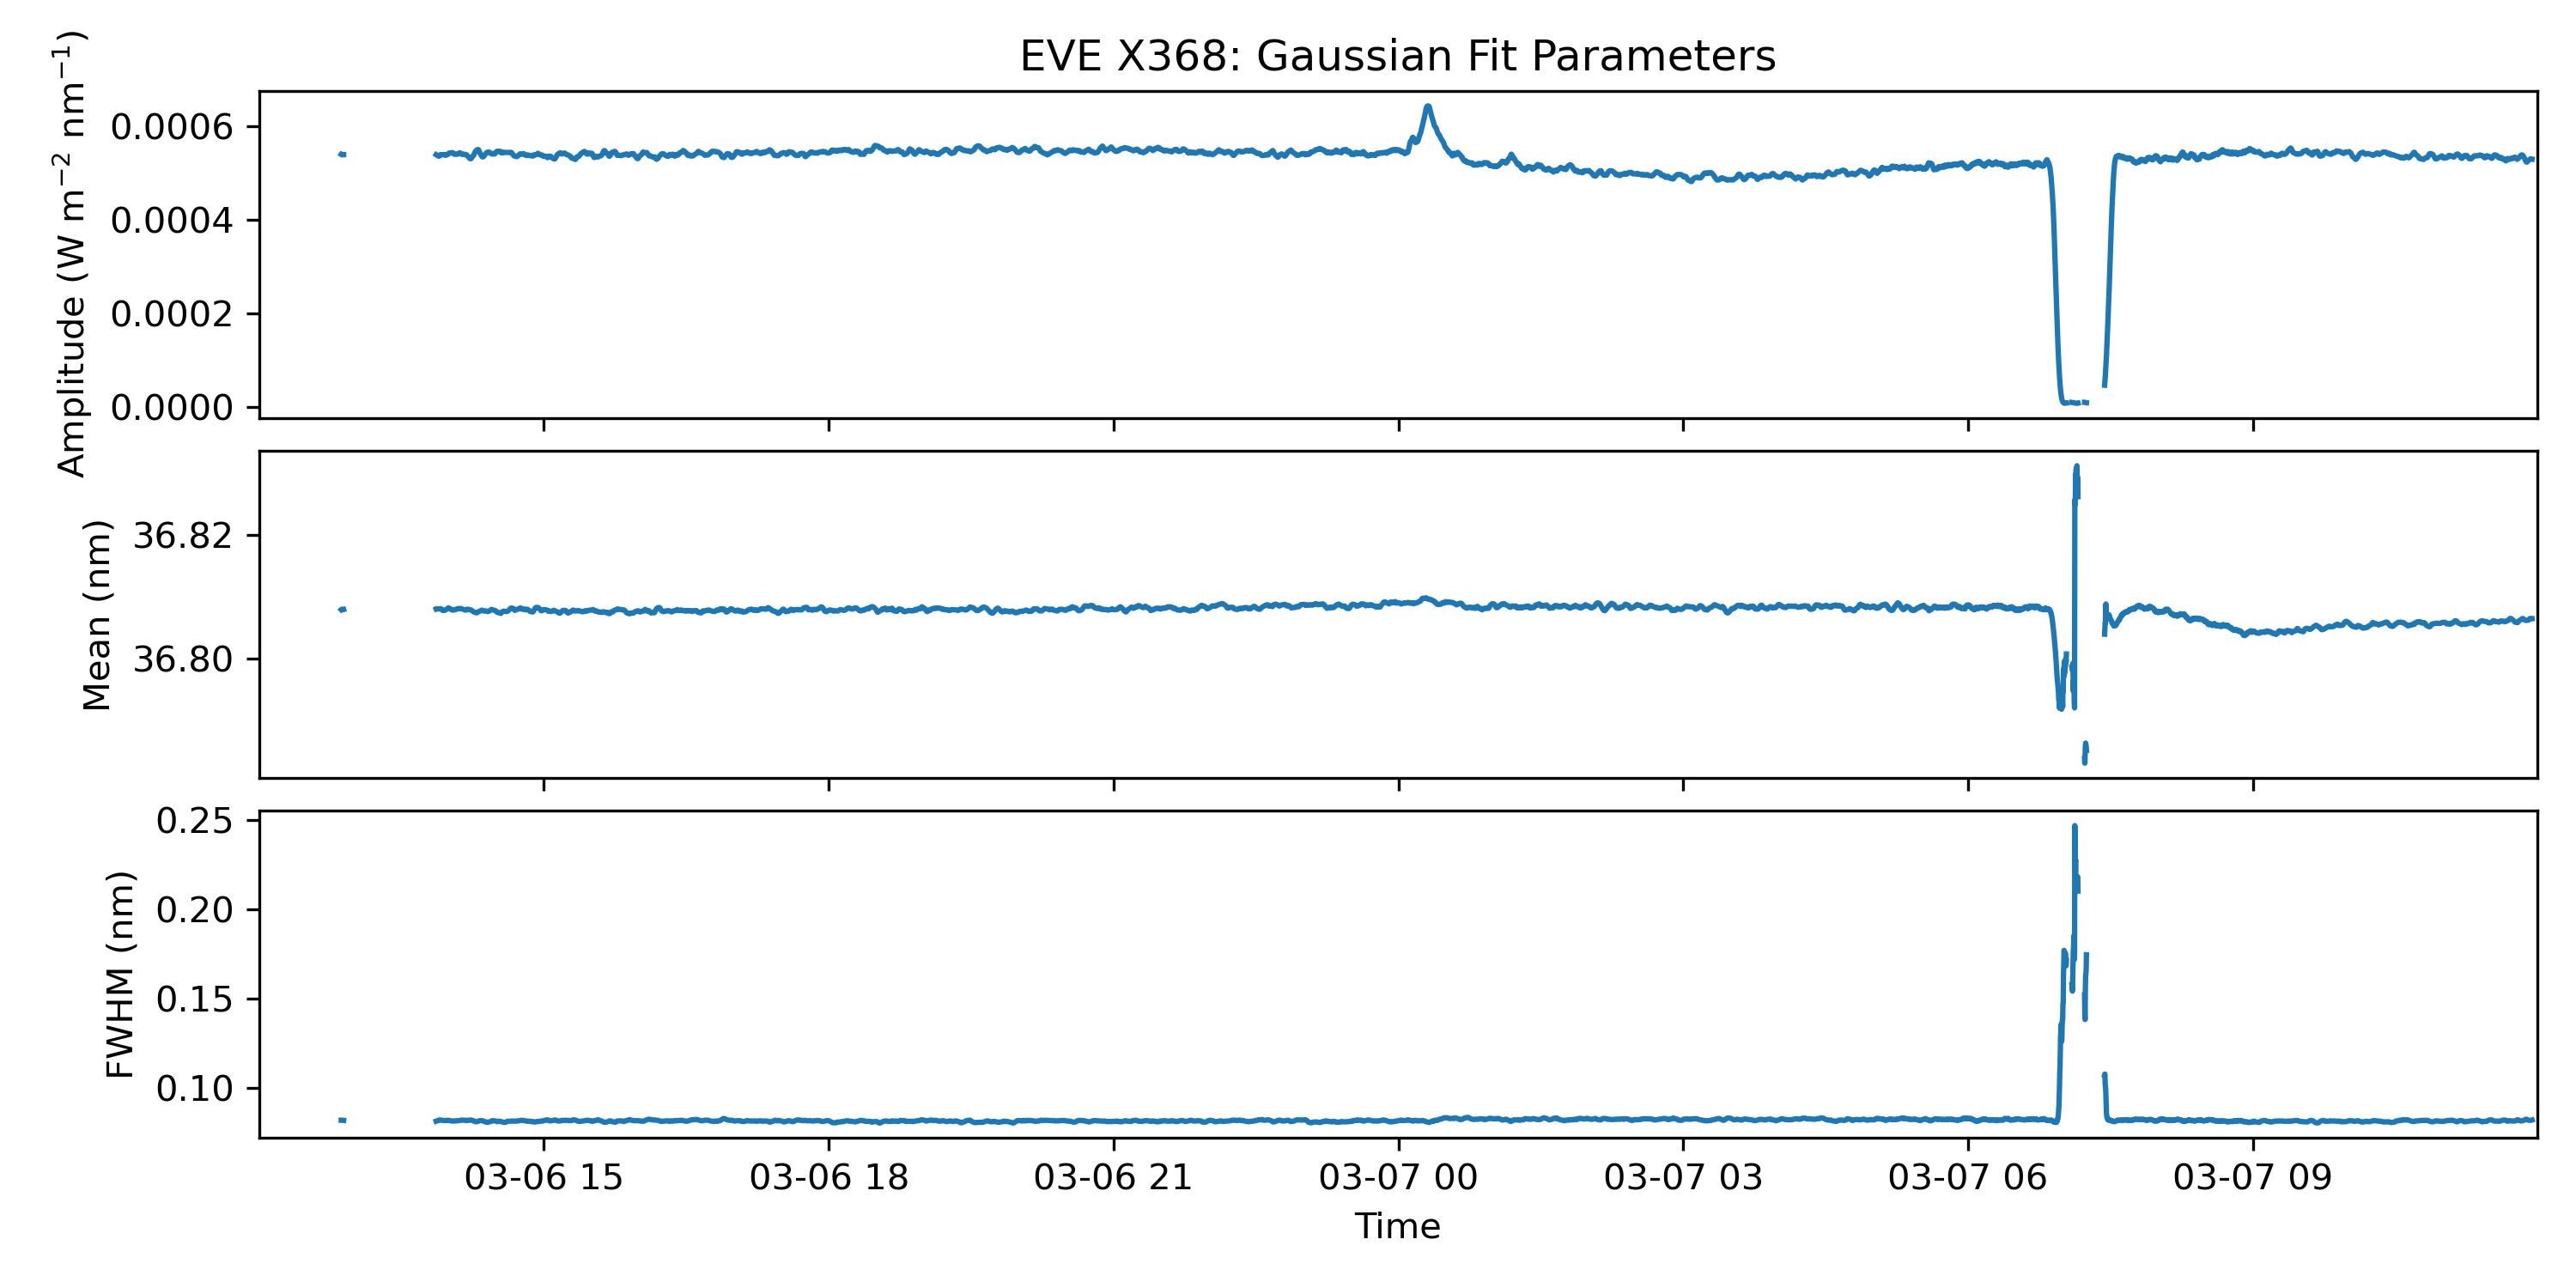 EVE X368: Gaussian Fit Parameters
Amplitude (W m⁻² nm⁻¹)
0.0006
0.0004
0.0002
0.0000
Mean (nm)
36.82
36.80
FWHM (nm)
0.25
0.20
0.15
0.10
03-06 15 03-06 18 03-06 21 03-07 00 03-07 03 03-07 06 03-07 09
Time